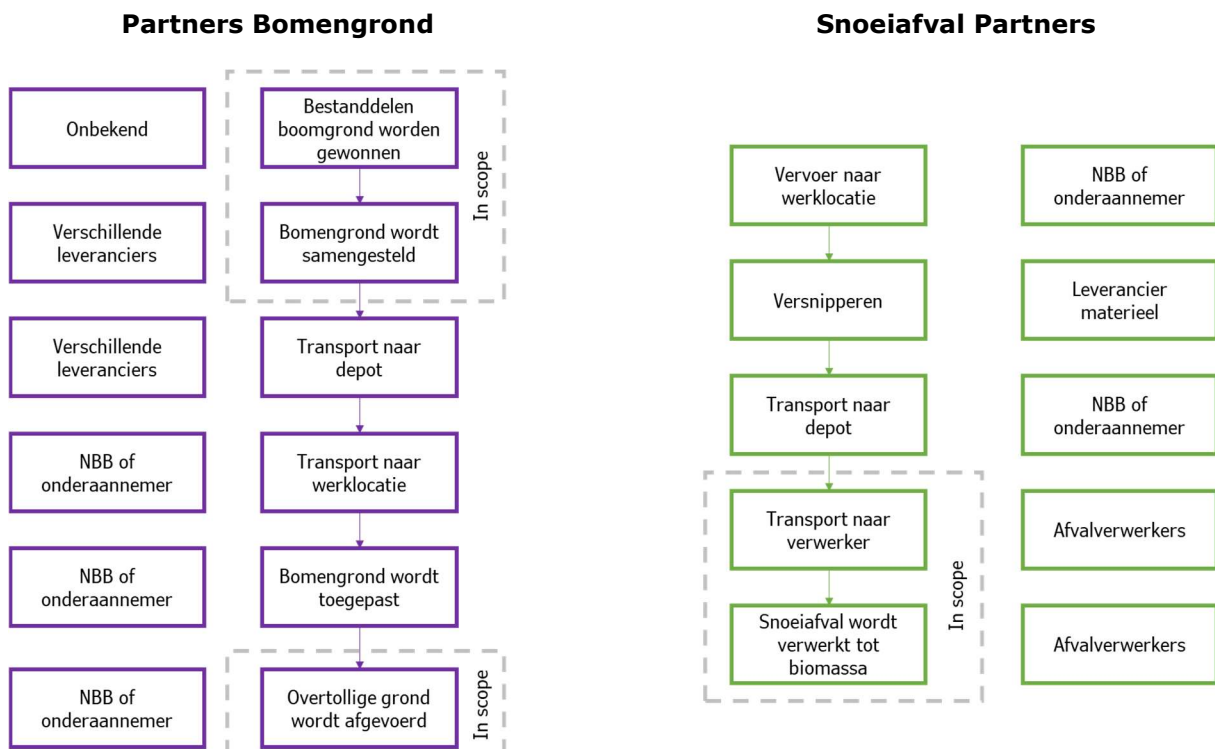 Partners Bomengrond
Onbekend
Bestanddelen
boomgrond worden
gewonnen
In scope
Verschillende
leveranciers
Bomengrond wordt
samengesteld
Verschillende
leveranciers
Transport naar
depot
NBB of
onderaannemer
Transport naar
werklocatie
NBB of
onderaannemer
Bomengrond wordt
toegepast
NBB of
onderaannemer
Overtollige grond
wordt afgevoerd
In scope
Snoeiafval Partners
Vervoer naar
werklocatie
NBB of
onderaannemer
Versnipperen
Leverancier
materieel
Transport naar
depot
NBB of
onderaannemer
Transport naar
verwerker
In scope
Afvalverwerkers
Snoeiafval wordt
verwerkt tot
biomassa
Afvalverwerkers